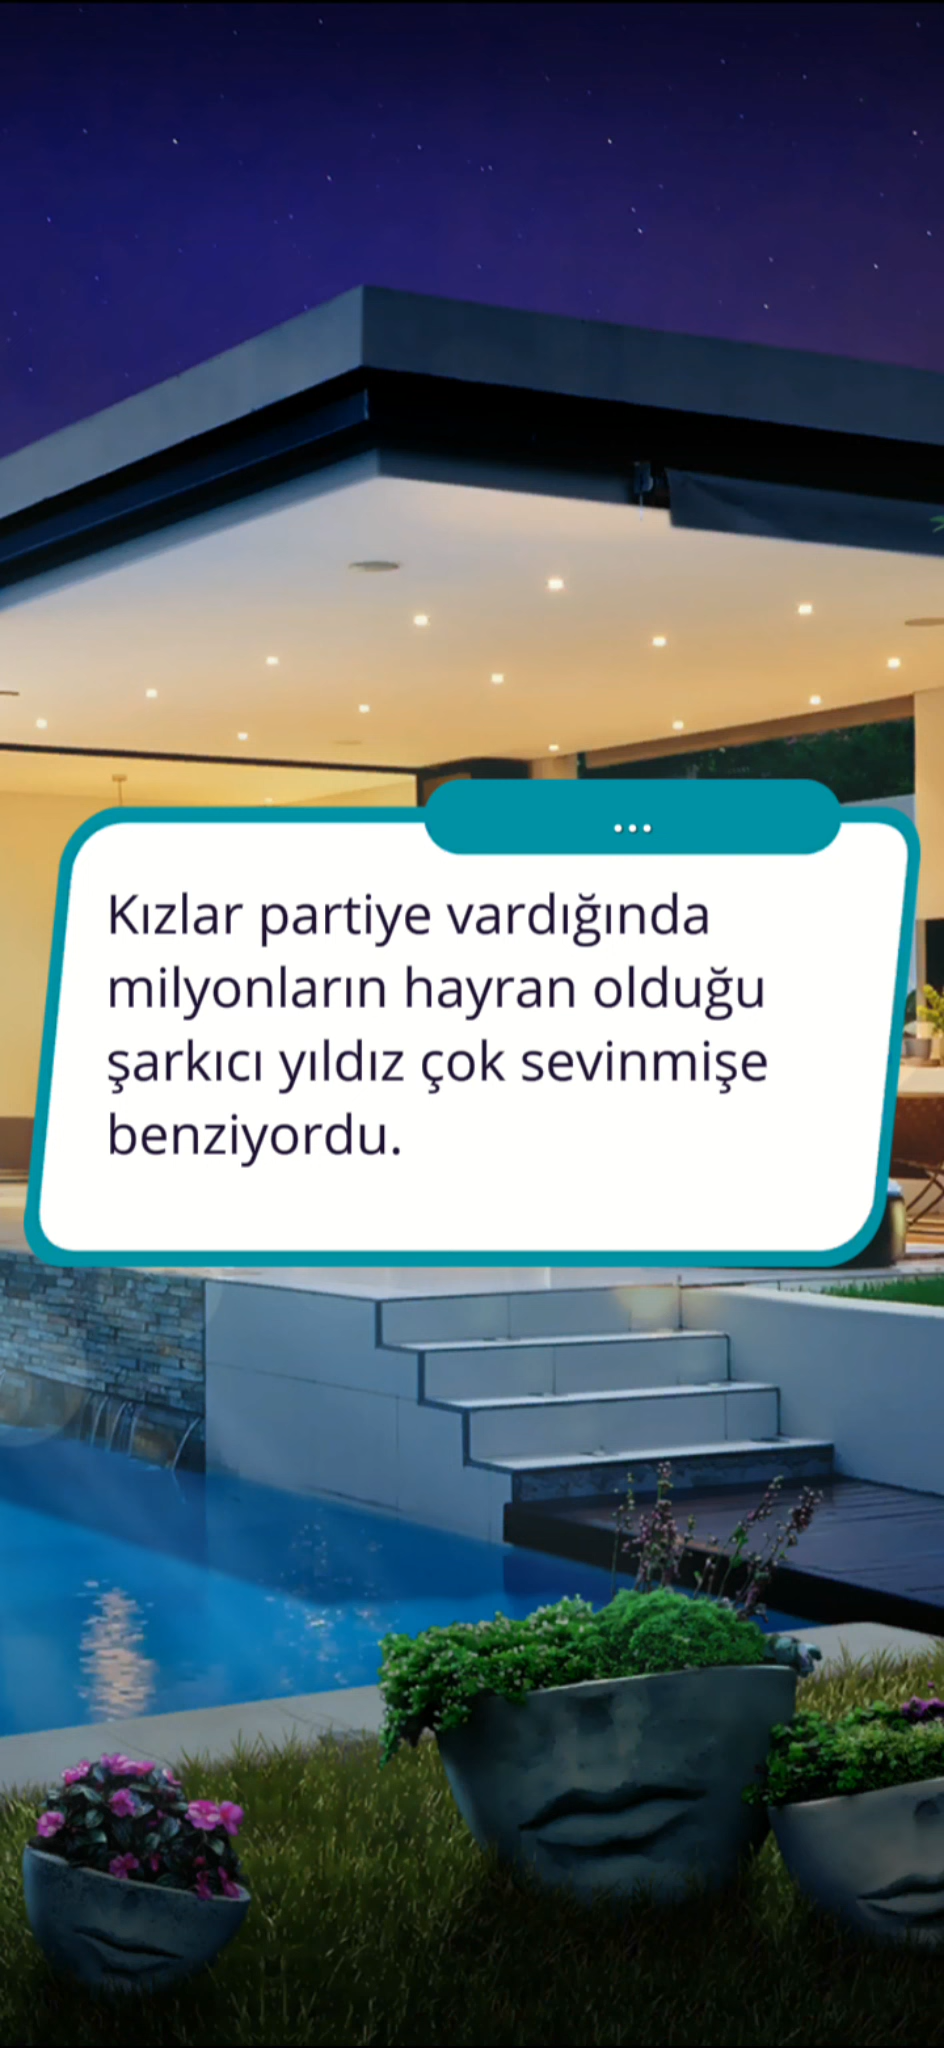 ...
Kızlar partiye vardığında
milyonların hayran olduğu
şarkıcı yıldız çok sevinmişe
benziyordu.